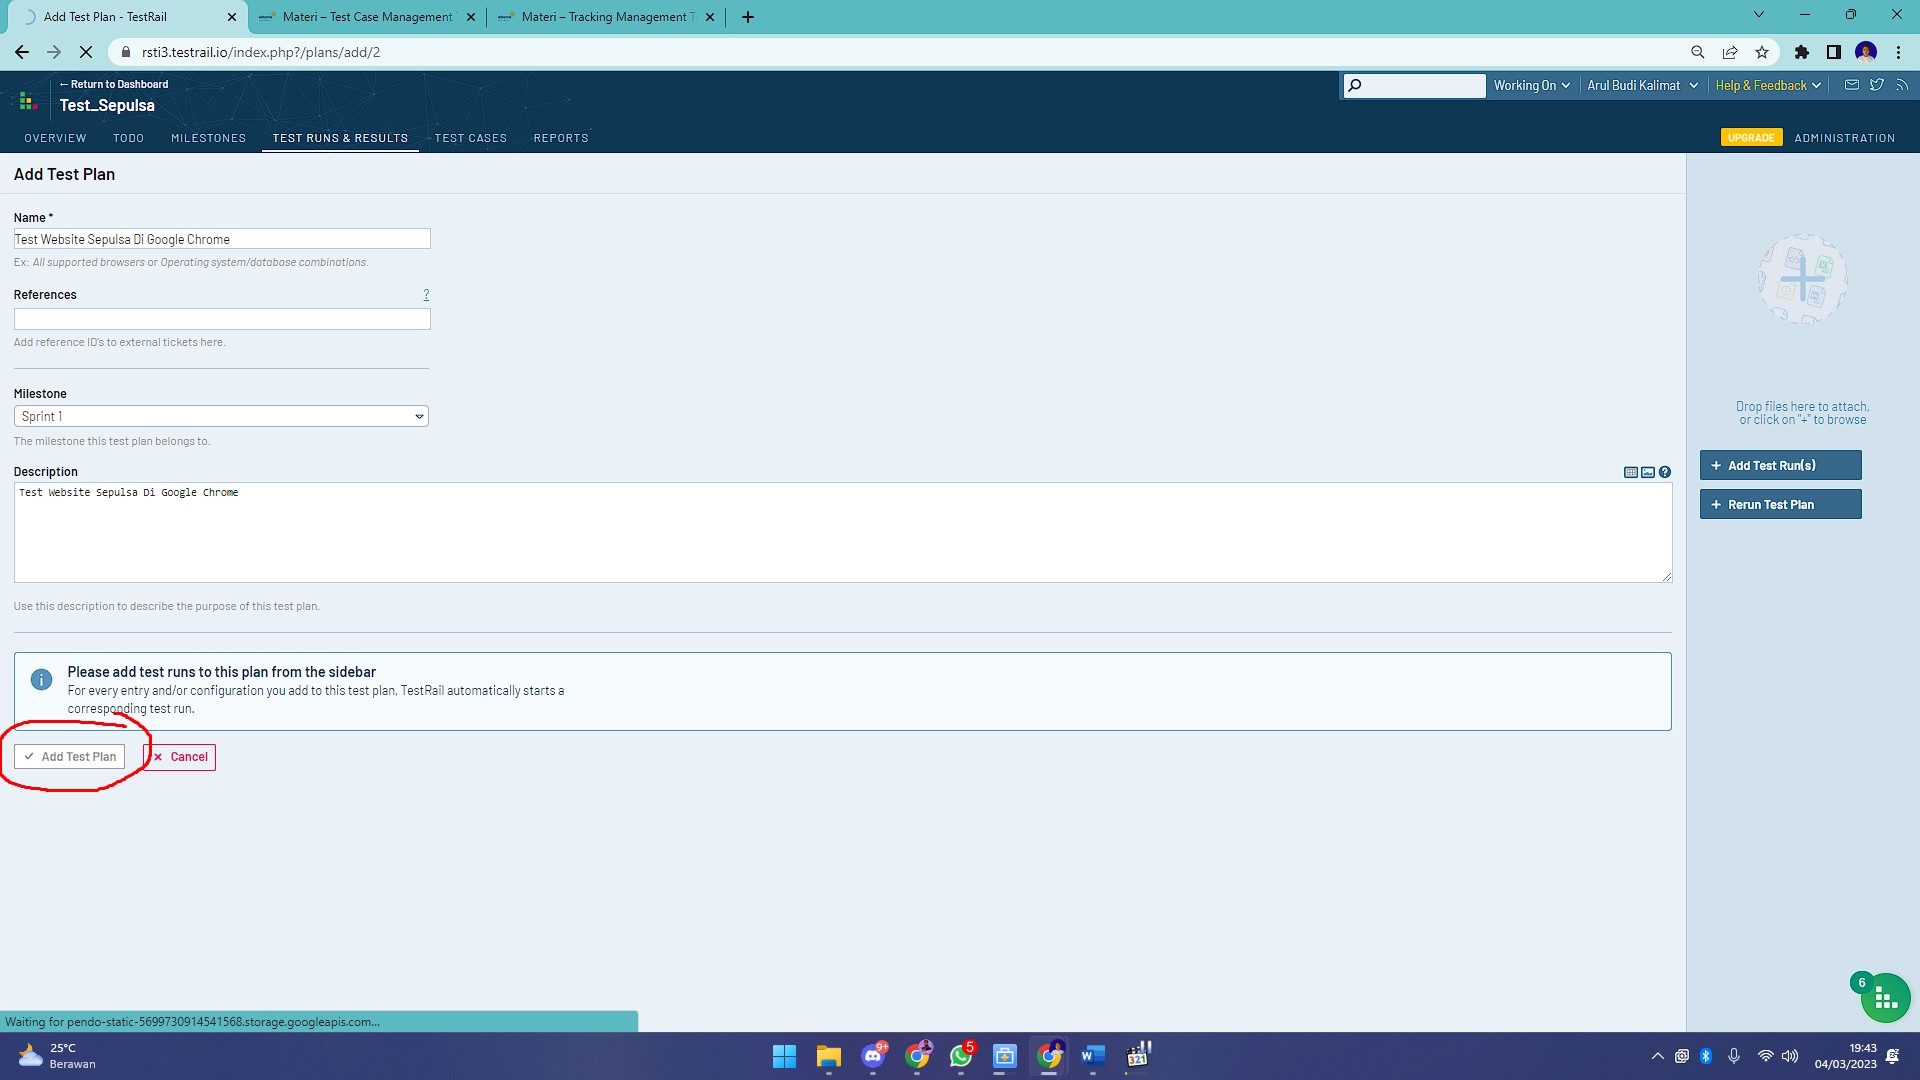 Add Test Plan - TestRail
Materi – Test Case Management
Materi – Tracking Management T
rsti3.testrail.io/index.php?/plans/add/2
← Return to Dashboard
Test_Sepulsa
Working On
Arul Budi Kalimat
Help & Feedback
OVERVIEW
TODO
MILESTONES
TEST RUNS & RESULTS
TEST CASES
REPORTS
UPGRADE
ADMINISTRATION
Add Test Plan
Name *
Test Website Sepulsa Di Google Chrome
Ex: All supported browsers or Operating system/database combinations.
References
?
Add reference ID's to external tickets here.
Milestone
Sprint 1
The milestone this test plan belongs to.
Drop files here to attach,
or click on "+" to browse
+ Add Test Run(s)
+ Rerun Test Plan
Description
Test Website Sepulsa Di Google Chrome
Use this description to describe the purpose of this test plan.
Please add test runs to this plan from the sidebar
For every entry and/or configuration you add to this test plan, TestRail automatically starts a
corresponding test run.
Add Test Plan
Cancel
6
Waiting for pendo-static-5699730914541568.storage.googleapis.com...
25°C
Berawan
9+
5
321
19:43
04/03/2023